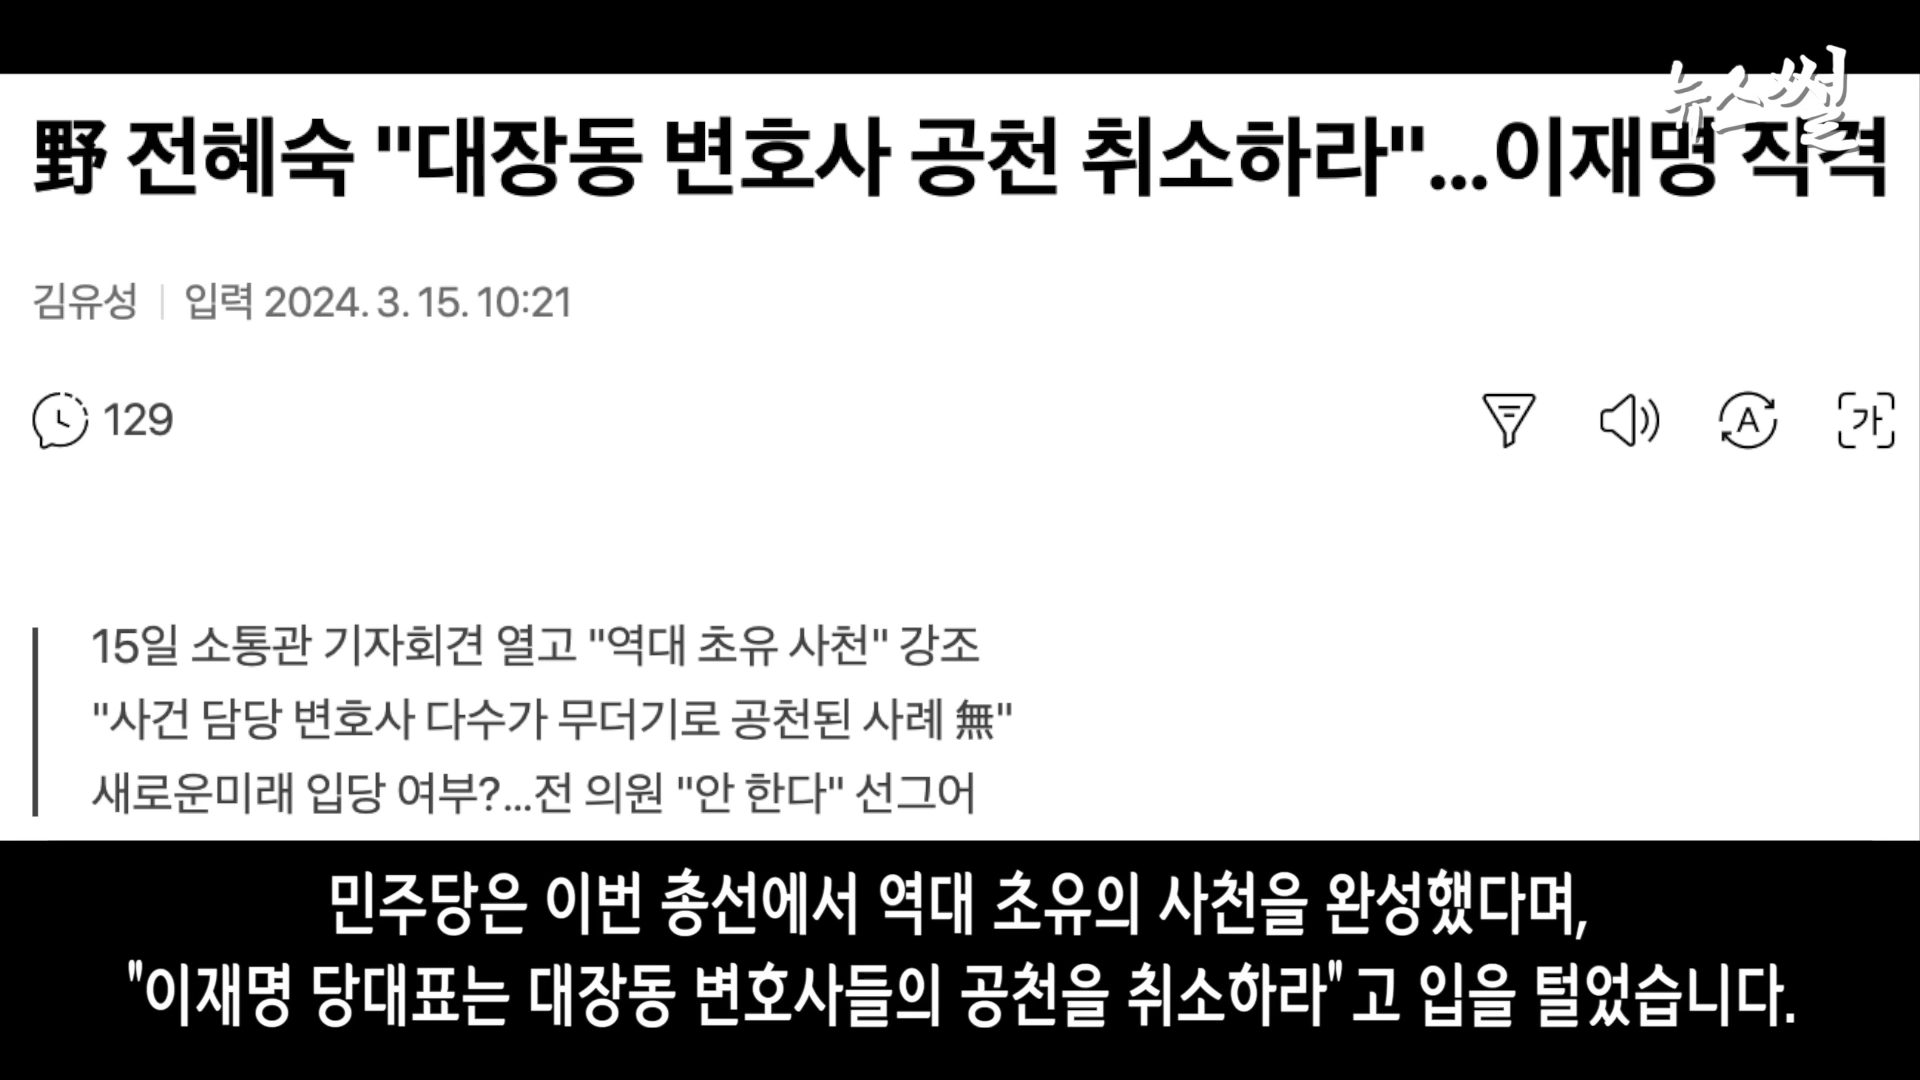 뉴스썰
野 전혜숙 "대장동 변호사 공천 취소하라"...이재명 직격
김유성 | 입력 2024. 3. 15. 10:21
129
A
가
15일 소통관 기자회견 열고 "역대 초유 사천" 강조
"사건 담당 변호사 다수가 무더기로 공천된 사례 無"
새로운미래 입당 여부?...전 의원 "안 한다" 선그어
민주당은 이번 총선에서 역대 초유의 사천을 완성했다며,
"이재명 당대표는 대장동 변호사들의 공천을 취소하라"고 입을 털었습니다.